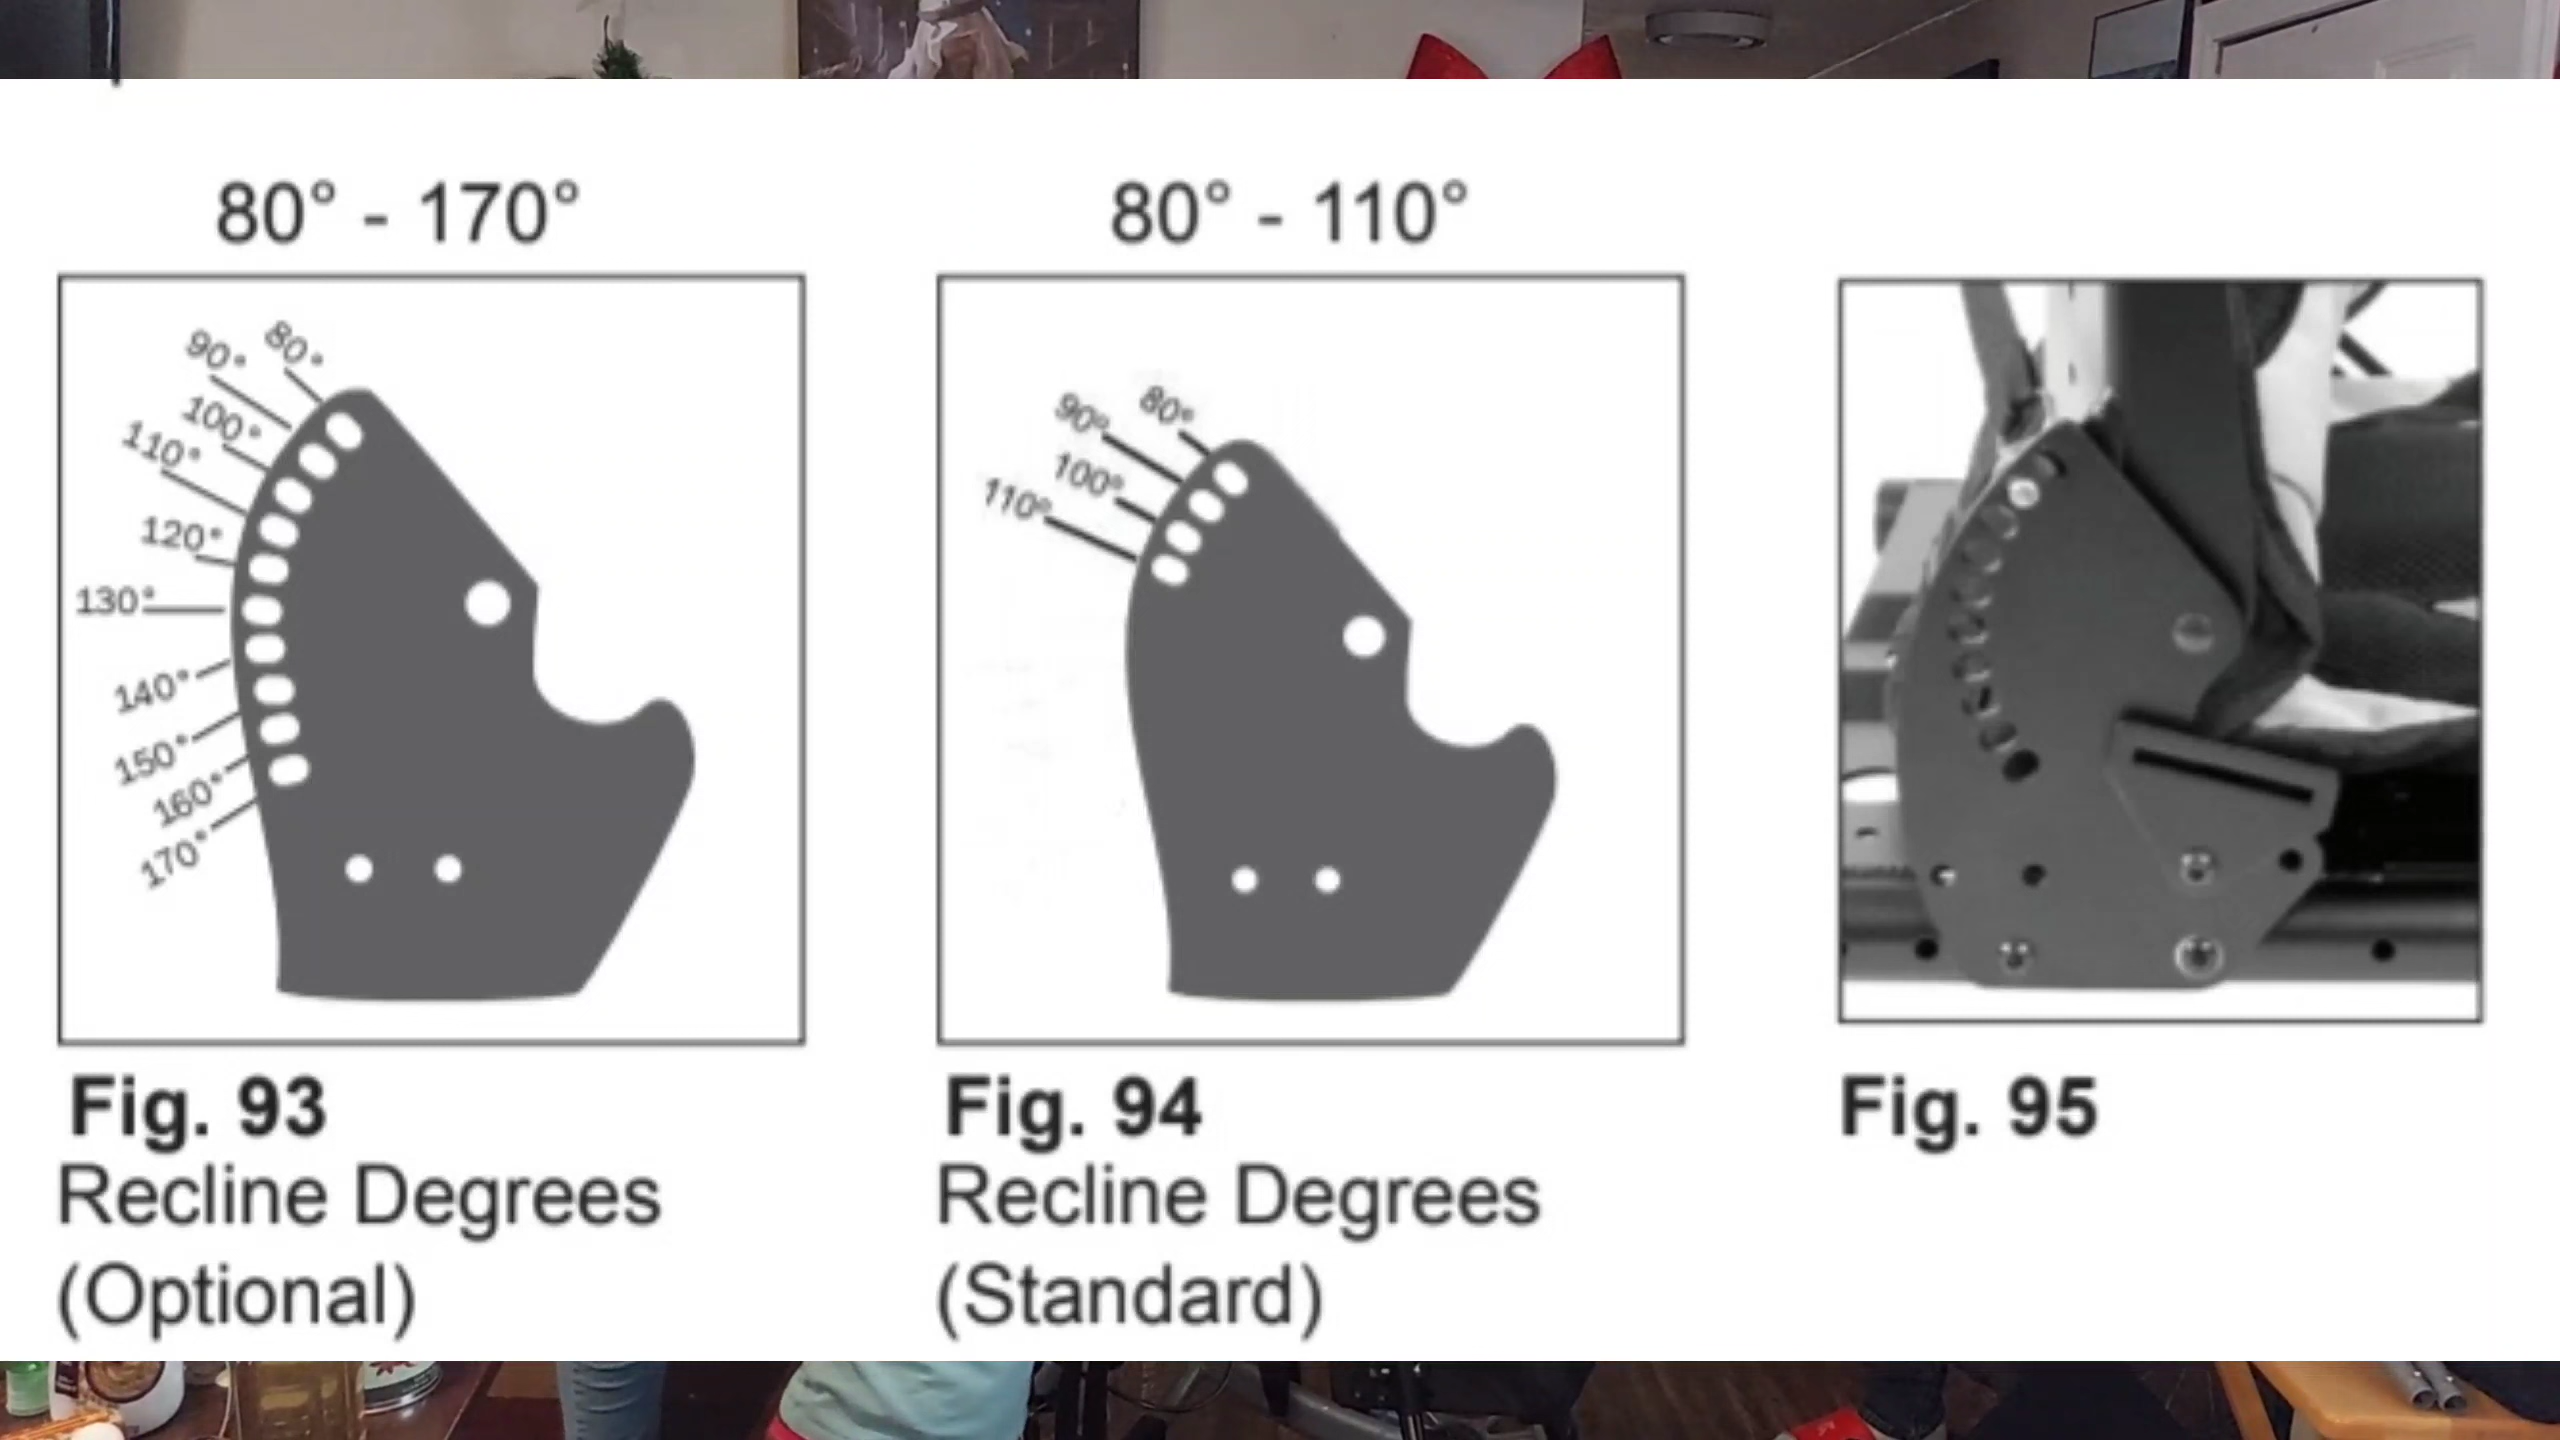 80° - 170°
80°
90°
100°
110°
120°
130°
140°
150°
160°
170°
Fig. 93
Recline Degrees
(Optional)
80° - 110°
80°
90°
100°
110°
Fig. 94
Recline Degrees
(Standard)
Fig. 95